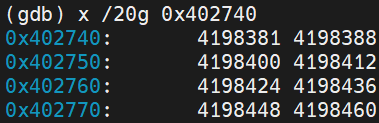 (gdb) x /20g 0x402740
0x402740: 4198381 4198388
0x402750: 4198400 4198412
0x402760: 4198424 4198436
0x402770: 4198448 4198460